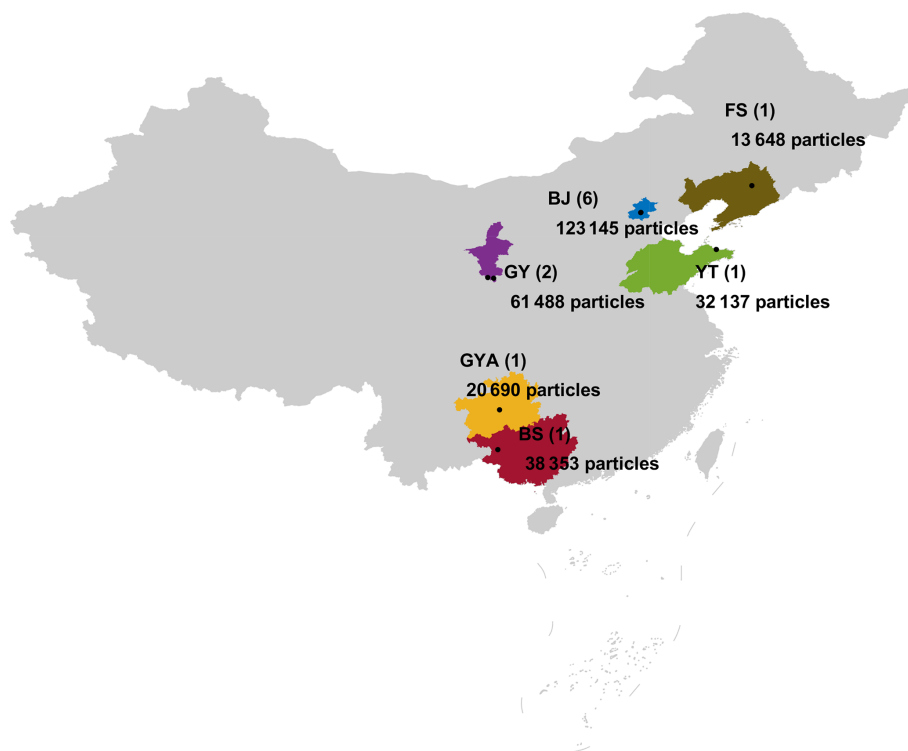 FS (1)
13 648 particles
BJ (6)
123 145 particles
GY (2)
61 488 particles
YT (1)
32 137 particles
GYA (1)
20 690 particles
BS (1)
38 353 particles